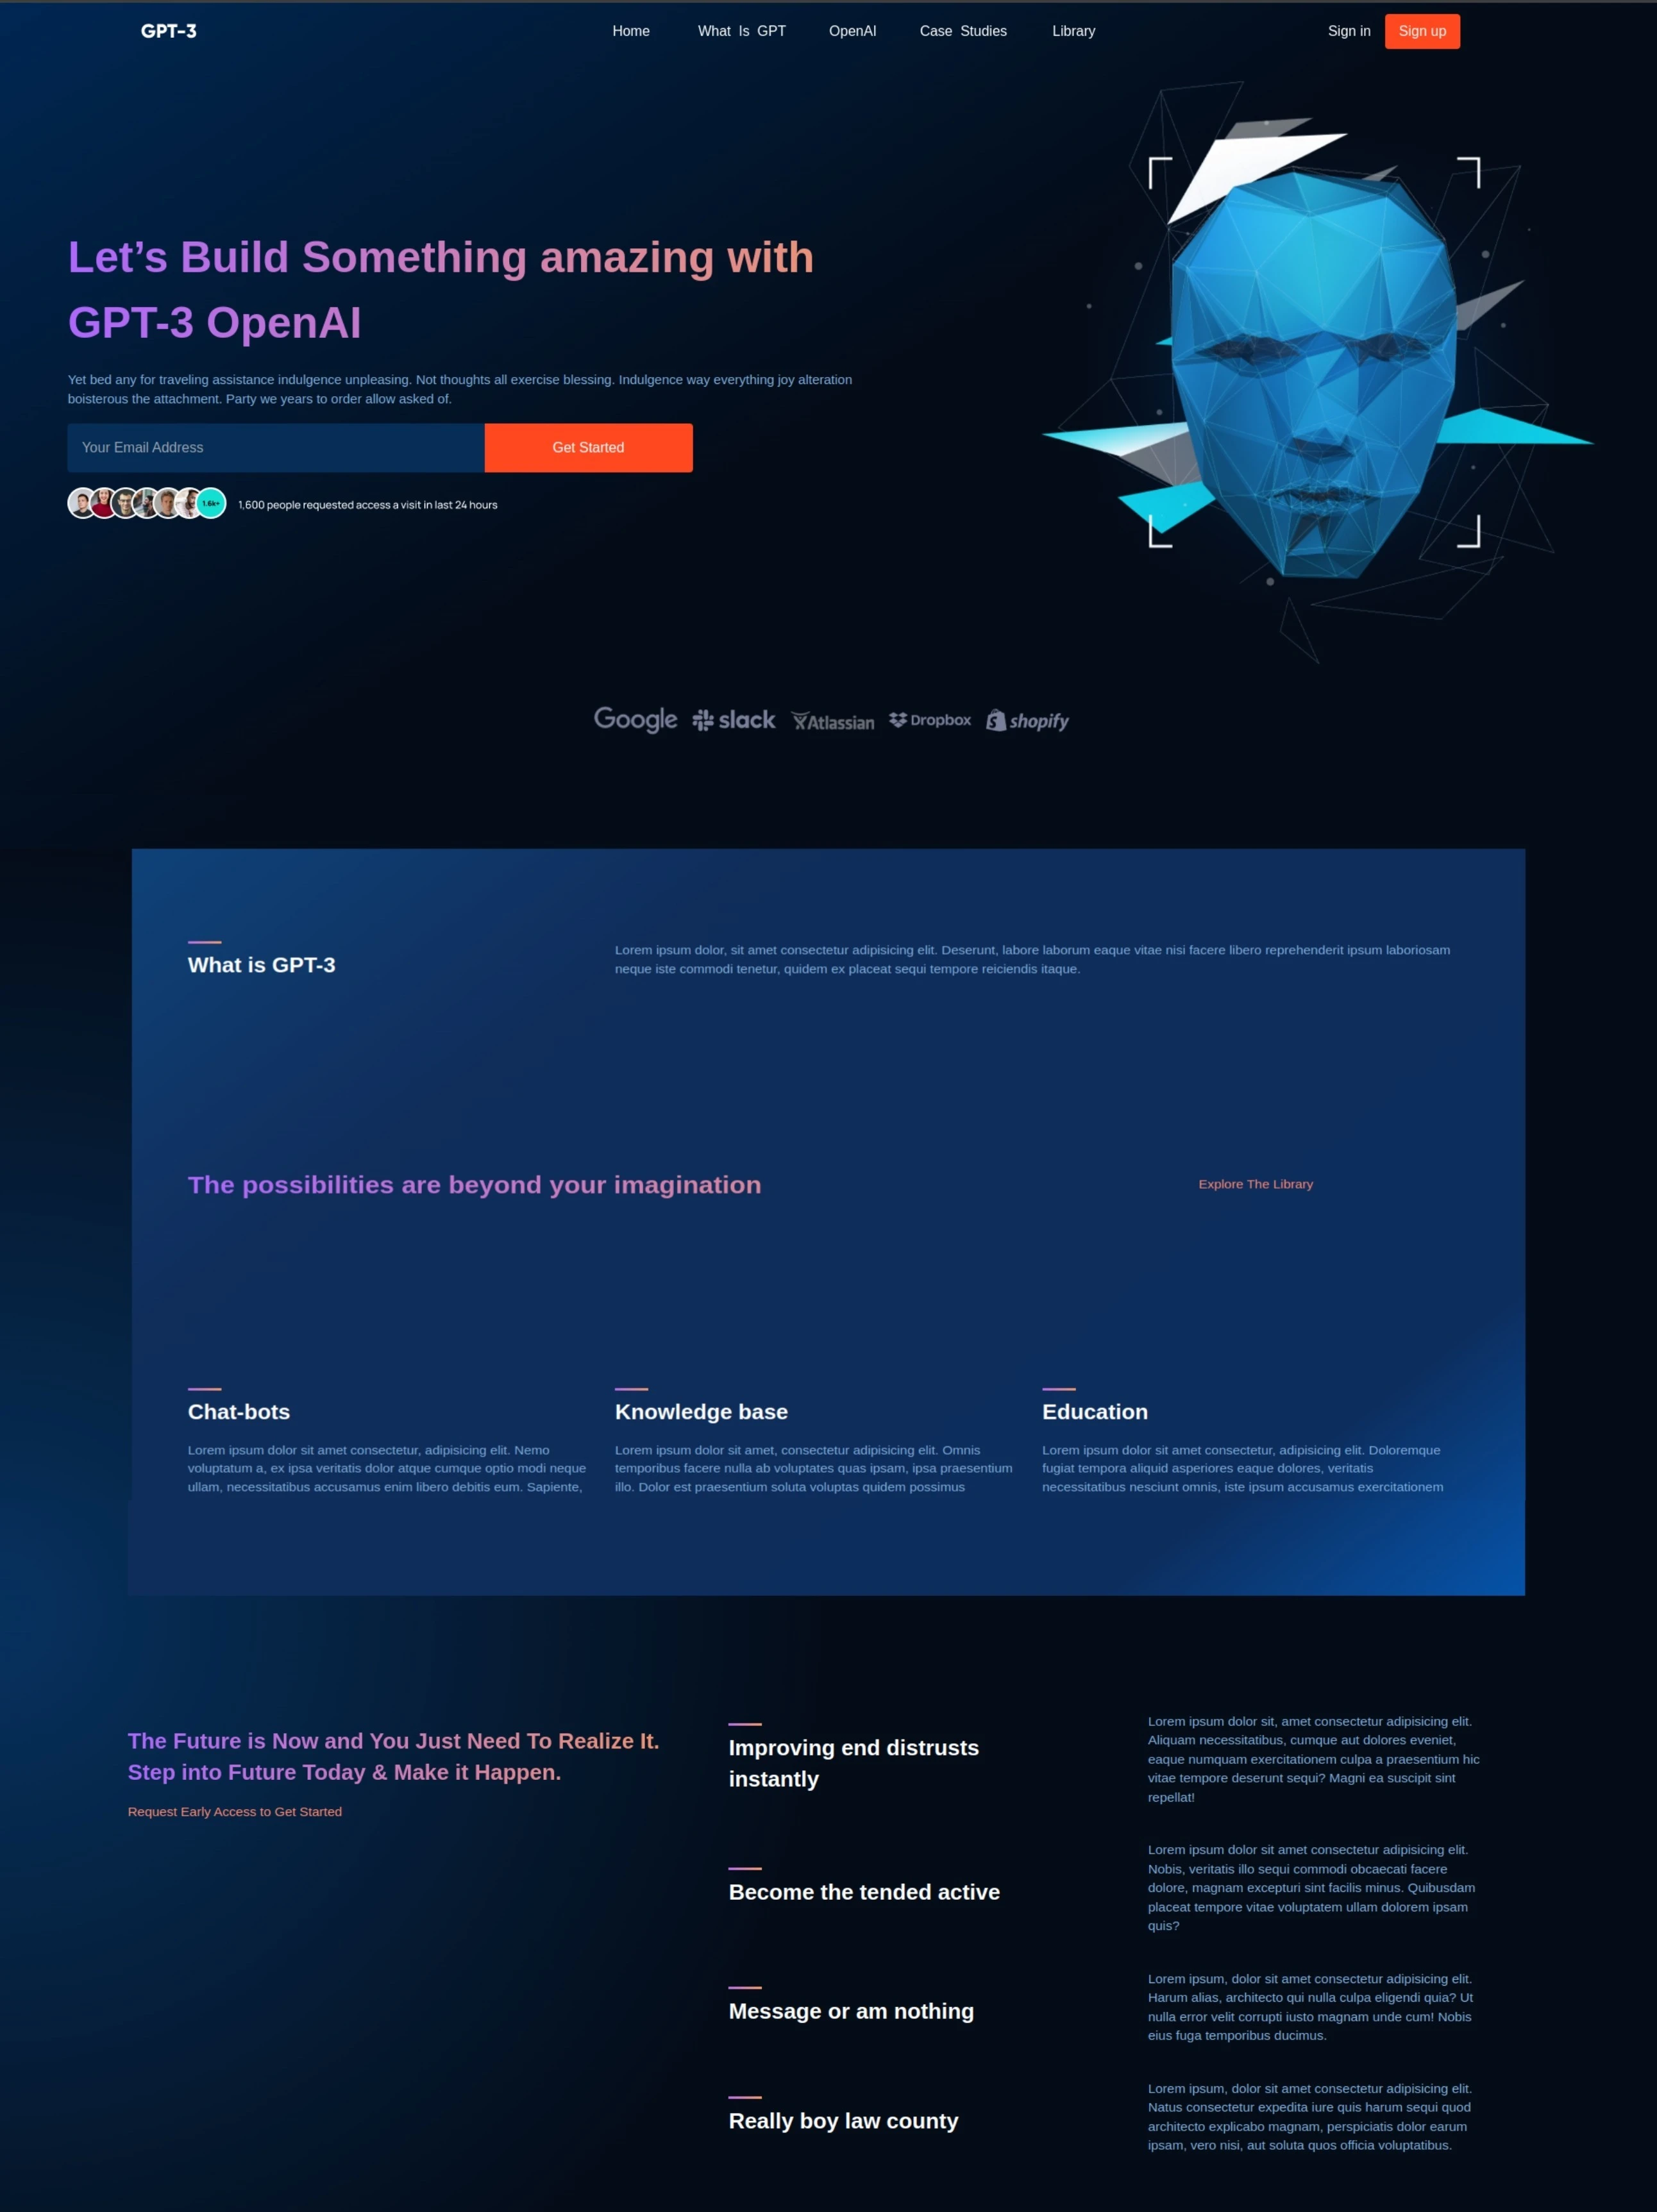 GPT-3
Home What Is GPT OpenAI Case Studies Library
Sign in Sign up
Let’s Build Something amazing with
GPT-3 OpenAI
Yet bed any for traveling assistance indulgence unpleasing. Not thoughts all exercise blessing. Indulgence way everything joy alteration
boisterous the attachment. Party we years to order allow asked of.
Your Email Address
Get Started
1.6k+
1,600 people requested access a visit in last 24 hours
Google slack Atlassian Dropbox shopify
What is GPT-3
Lorem ipsum dolor, sit amet consectetur adipisicing elit. Deserunt, labore laborum eaque vitae nisi facere libero reprehenderit ipsum laboriosam
neque iste commodi tenetur, quidem ex placeat sequi tempore reiciendis itaque.
The possibilities are beyond your imagination
Explore The Library
Chat-bots
Lorem ipsum dolor sit amet consectetur, adipisicing elit. Nemo
voluptatum a, ex ipsa veritatis dolor atque cumque optio modi neque
ullam, necessitatibus accusamus enim libero debitis eum. Sapiente,
Knowledge base
Lorem ipsum dolor sit amet, consectetur adipisicing elit. Omnis
temporibus facere nulla ab voluptates quas ipsam, ipsa praesentium
illo. Dolor est praesentium soluta voluptas quidem possimus
Education
Lorem ipsum dolor sit amet consectetur, adipisicing elit. Doloremque
fugiat tempora aliquid asperiores eaque dolores, veritatis
necessitatibus nesciunt omnis, iste ipsum accusamus exercitationem
The Future is Now and You Just Need To Realize It.
Step into Future Today & Make it Happen.
Request Early Access to Get Started
Improving end distrusts
instantly
Lorem ipsum dolor sit, amet consectetur adipisicing elit.
Aliquam necessitatibus, cumque aut dolores eveniet,
eaque numquam exercitationem culpa a praesentium hic
vitae tempore deserunt sequi? Magni ea suscipit sint
repellat!
Become the tended active
Lorem ipsum dolor sit amet consectetur adipisicing elit.
Nobis, veritatis illo sequi commodi obcaecati facere
dolore, magnam excepturi sint facilis minus. Quibusdam
placeat tempore vitae voluptatem ullam dolorem ipsam
quis?
Message or am nothing
Lorem ipsum, dolor sit amet consectetur adipisicing elit.
Harum alias, architecto qui nulla culpa eligendi quia? Ut
nulla error velit corrupti iusto magnam unde cum! Nobis
eius fuga temporibus ducimus.
Really boy law county
Lorem ipsum, dolor sit amet consectetur adipisicing elit.
Natus consectetur expedita iure quis harum sequi quod
architecto explicabo magnam, perspiciatis dolor earum
ipsam, vero nisi, aut soluta quos officia voluptatibus.